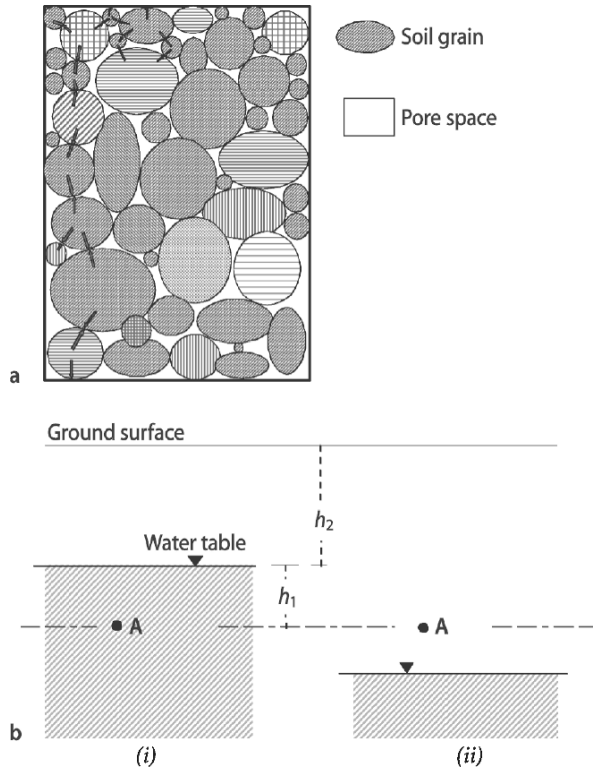 Soil grain
Pore space
a
Ground surface
h2
Water table
h1
A
A
b
(i)
(ii)